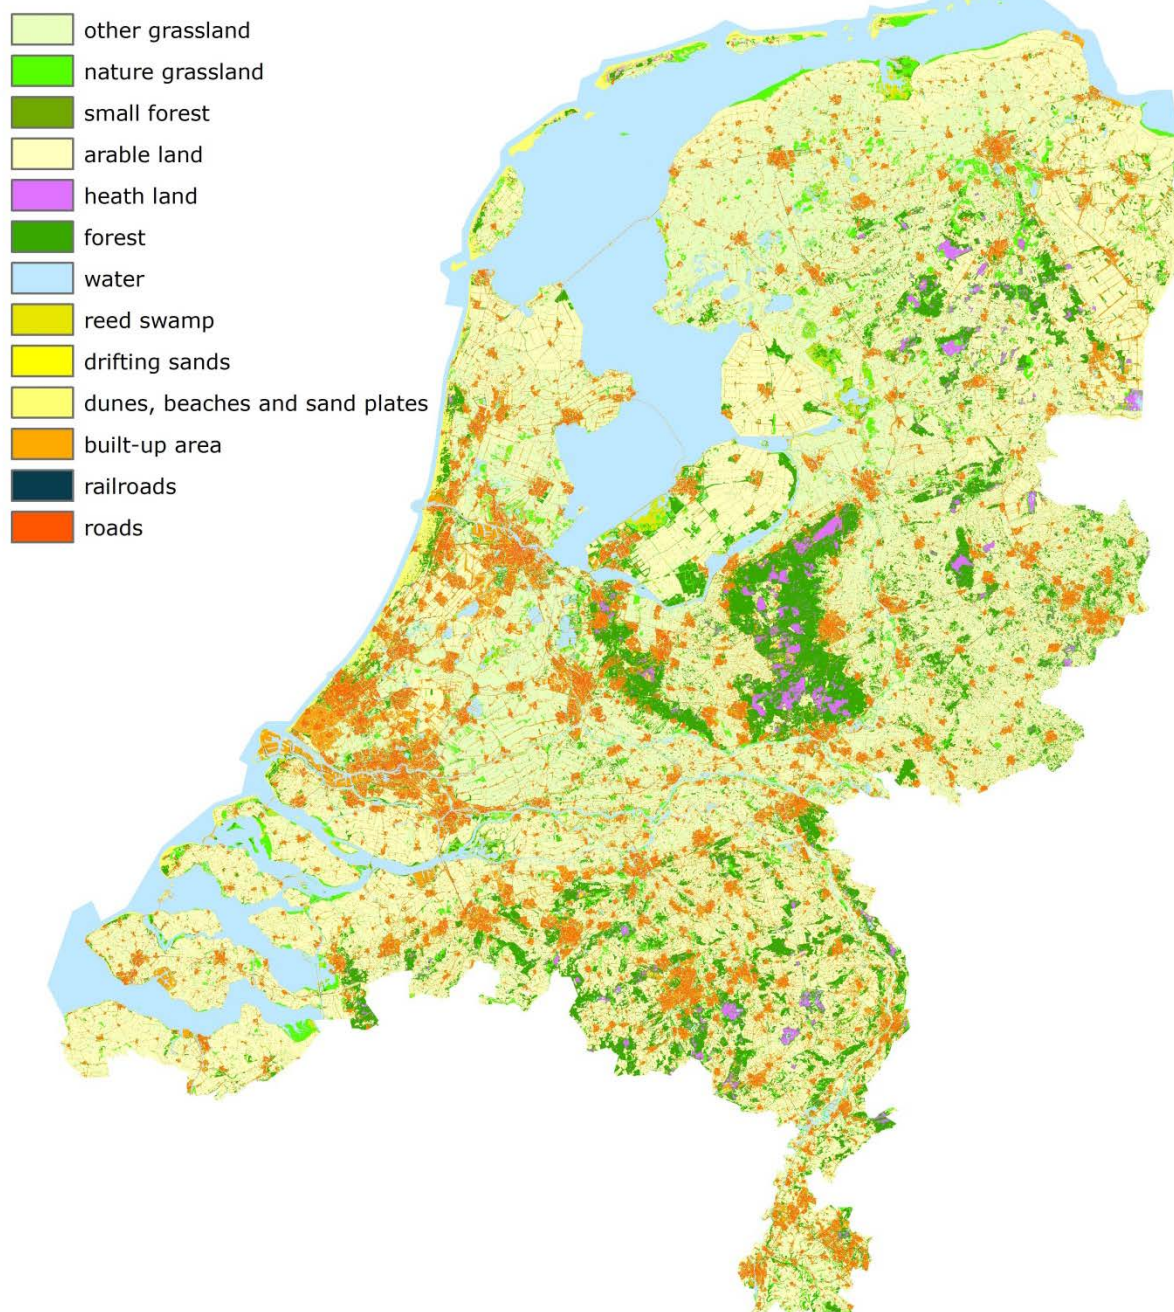 other grassland
nature grassland
small forest
arable land
heath land
forest
water
reed swamp
drifting sands
dunes, beaches and sand plates
built-up area
railroads
roads